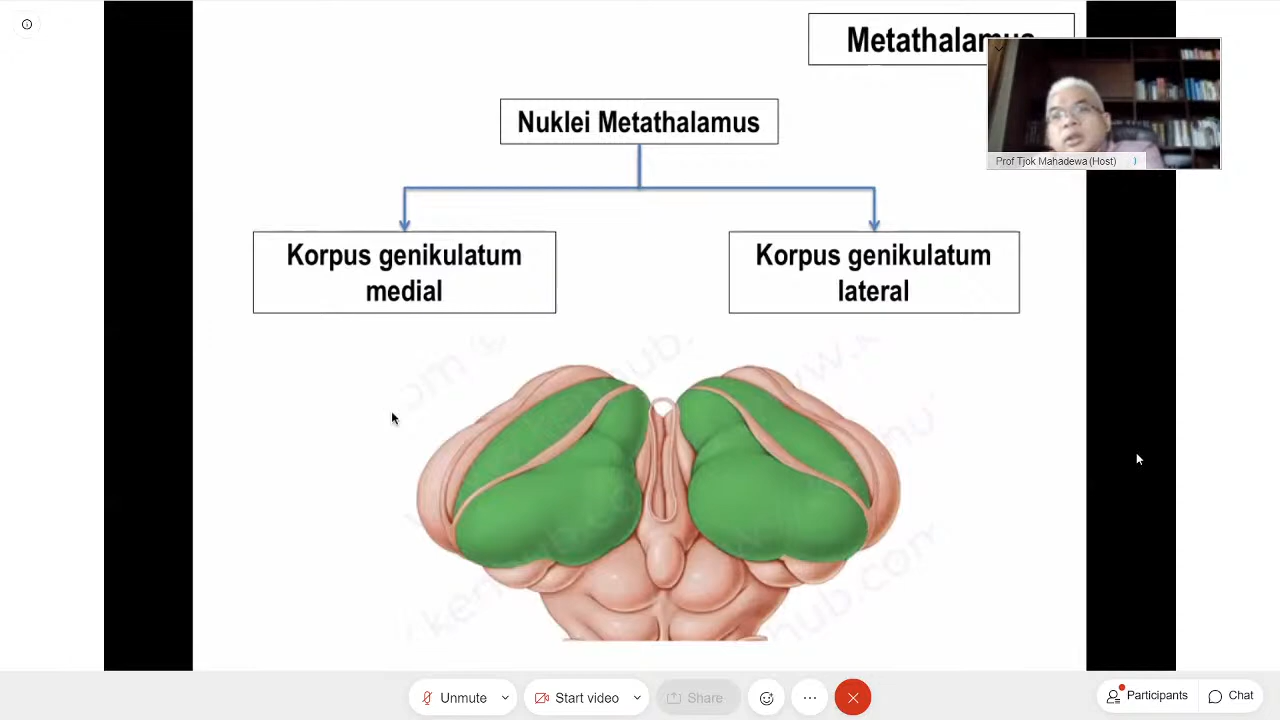 Metathalamus
Nuklei Metathalamus
Prof Tjok Mahadewa (Host)
Korpus genikulatum
medial
Korpus genikulatum
lateral
Unmute
Start video
Share
Participants
Chat